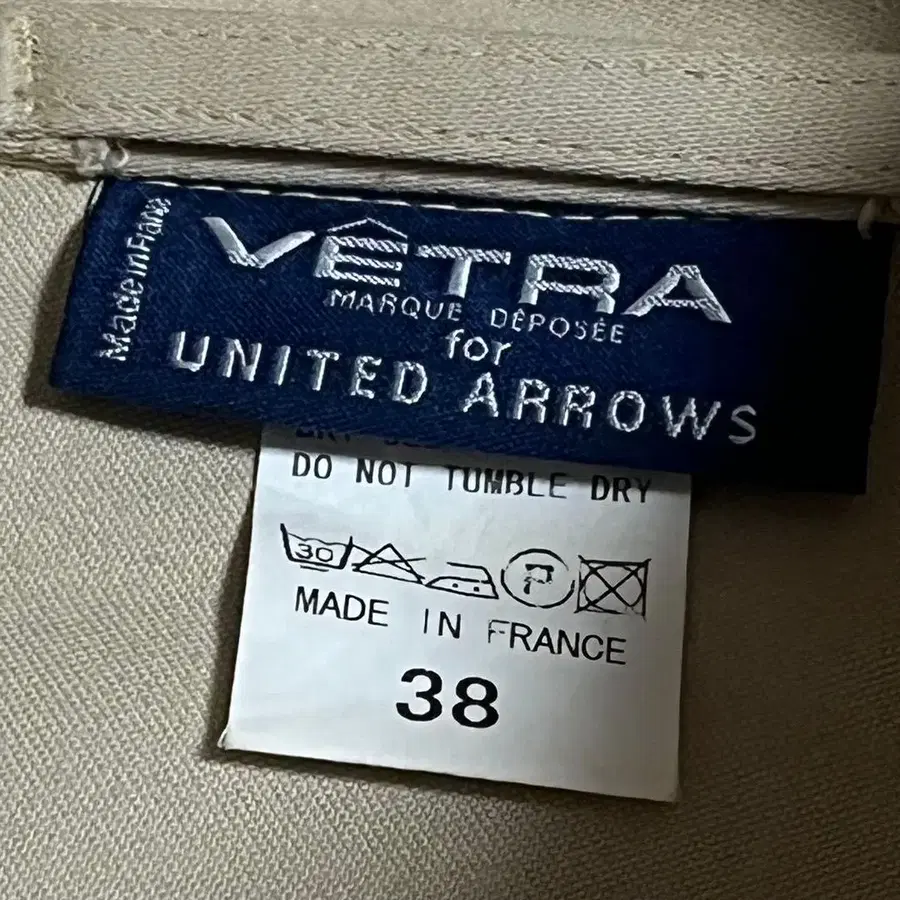 Made in France
VÊTRA
MARQUE DÉPOSÉE
for
UNITED ARROWS
DO NOT TUMBLE DRY
30 P
MADE IN FRANCE
38